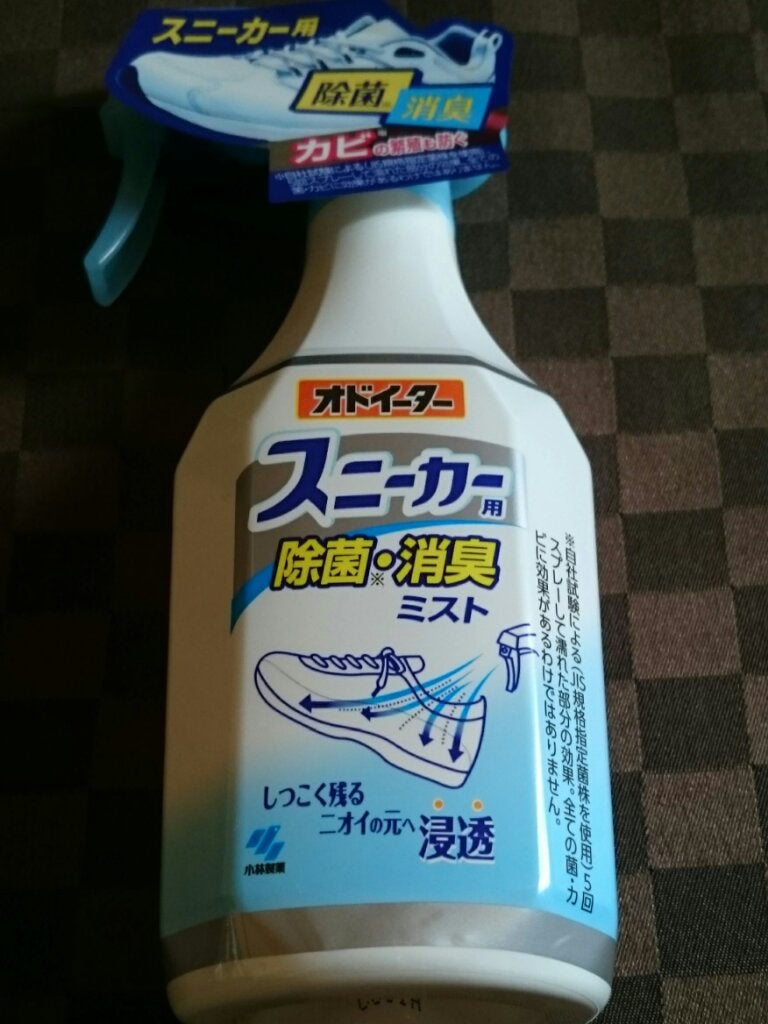 スニーカー用
除菌※
消臭
カビ※の繁殖も防ぐ
オドイーター
スニーカー用
除菌※・消臭
ミスト
※自社試験による(JIS規格指定菌株を使用)5回
スプレーして濡れた部分の効果。全ての菌・カ
ビに効果があるわけではありません。
しつこく残る
ニオイの元へ浸透
小林製薬